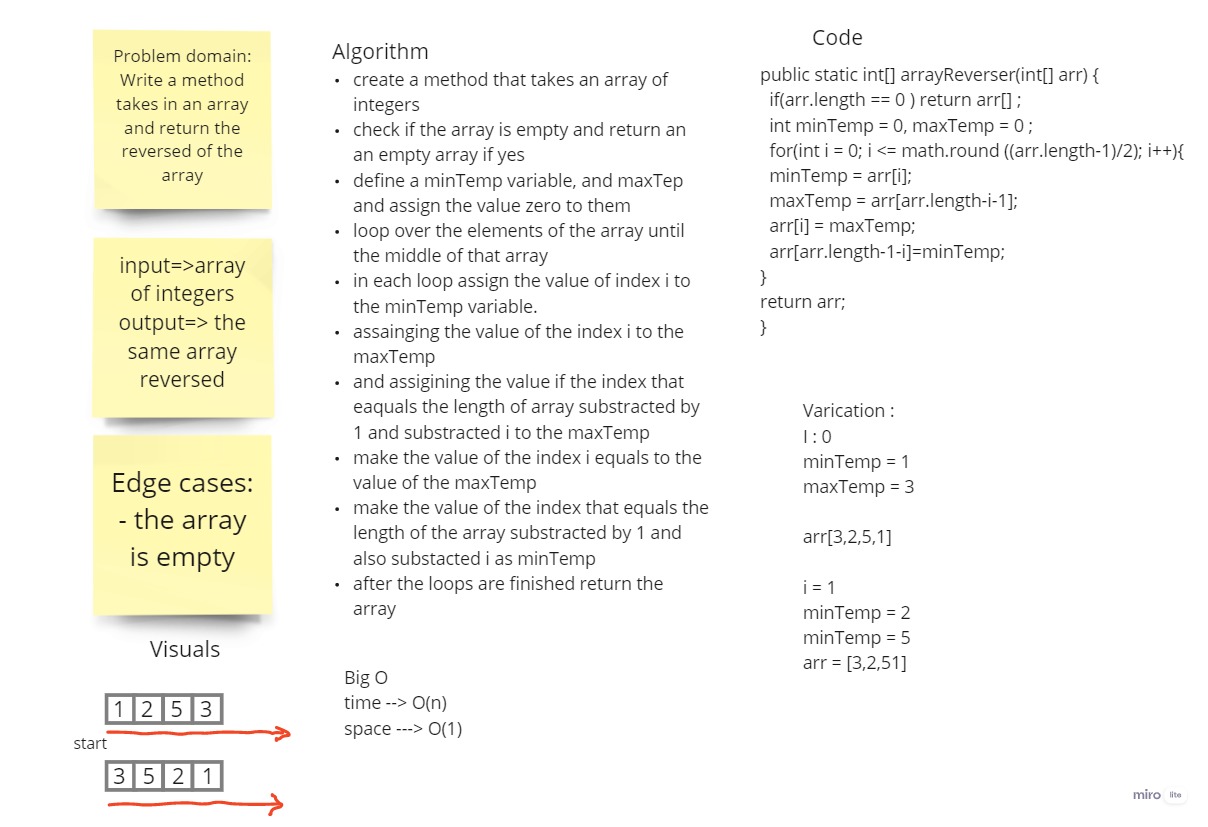 Problem domain:
Write a method
takes in an array
and return the
reversed of the
array
input=>array
of integers
output=> the
same array
reversed
Edge cases:
- the array
is empty
Visuals
1 2 5 3
start
3 5 2 1
Algorithm
• create a method that takes an array of
integers
• check if the array is empty and return an
an empty array if yes
• define a minTemp variable, and maxTep
and assign the value zero to them
• loop over the elements of the array until
the middle of that array
• in each loop assign the value of index i to
the minTemp variable.
• assainging the value of the index i to the
maxTemp
• and assigining the value if the index that
eaquals the length of array substracted by
1 and substracted i to the maxTemp
• make the value of the index i equals to the
value of the maxTemp
• make the value of the index that equals the
length of the array substracted by 1 and
also substacted i as minTemp
• after the loops are finished return the
array
Big O
time --> O(n)
space ---> O(1)
Code
public static int[] arrayReverser(int[] arr) {
if(arr.length == 0 ) return arr[] ;
int minTemp = 0, maxTemp = 0 ;
for(int i = 0; i <= math.round ((arr.length-1)/2); i++){
minTemp = arr[i];
maxTemp = arr[arr.length-i-1];
arr[i] = maxTemp;
arr[arr.length-1-i]=minTemp;
}
return arr;
}
Varication :
I : 0
minTemp = 1
maxTemp = 3
arr[3,2,5,1]
i = 1
minTemp = 2
minTemp = 5
arr = [3,2,51]
miro lite